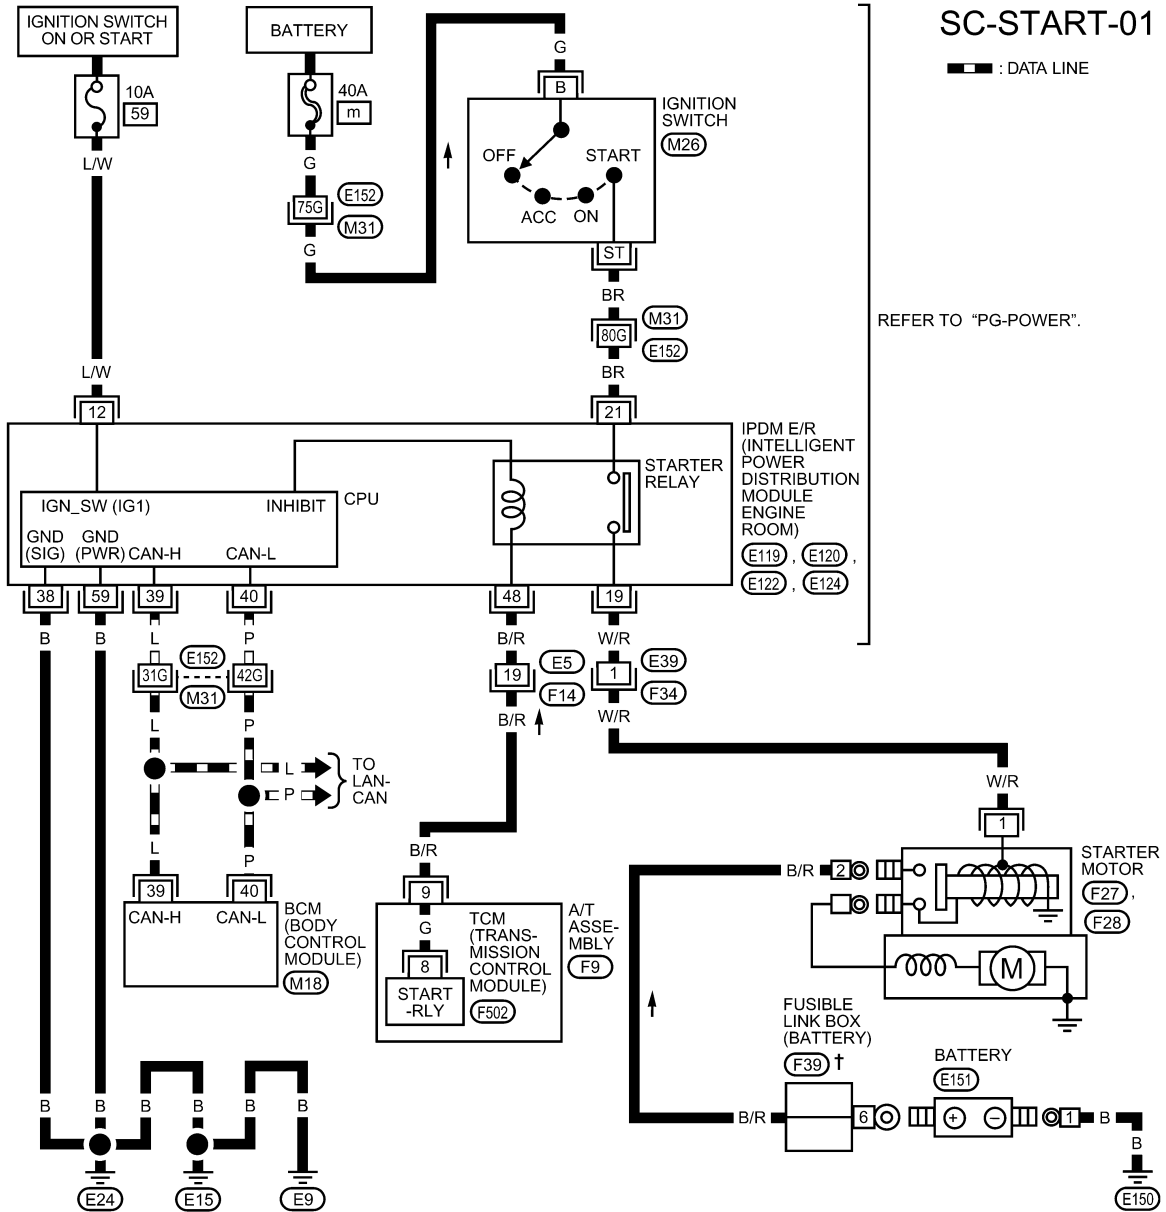 SC-START-01
: DATA LINE
IGNITION SWITCH
ON OR START
BATTERY
10A
59
L/W
40A
m
G
75G
E152
M31
G
G
B
IGNITION
SWITCH
M26
OFF
START
ACC
ON
ST
BR
80G
M31
E152
BR
REFER TO “PG-POWER”.
L/W
12
21
IPDM E/R
(INTELLIGENT
POWER
DISTRIBUTION
MODULE
ENGINE
ROOM)
E119 , E120 ,
E122 , E124
STARTER
RELAY
CPU
IGN_SW (IG1)
INHIBIT
GND
(SIG)
GND
(PWR)
CAN-H
CAN-L
38
59
39
40
48
19
B
B
L
P
B/R
W/R
31G
E152
M31
42G
19
E5
F14
1
E39
F34
L
P
B/R
W/R
L
P
TO
LAN-
CAN
L
P
39
40
CAN-H
CAN-L
BCM
(BODY
CONTROL
MODULE)
M18
B/R
9
G
8
START
-RLY
TCM
(TRANS-
MISSION
CONTROL
MODULE)
F502
A/T
ASSE-
MBLY
F9
W/R
1
STARTER
MOTOR
F27 ,
F28
B/R
2
M
FUSIBLE
LINK BOX
(BATTERY)
F39 †
BATTERY
E151
B/R
6
+
−
1
B
B
E150
B
B
B
B
B
B
E24
E15
E9